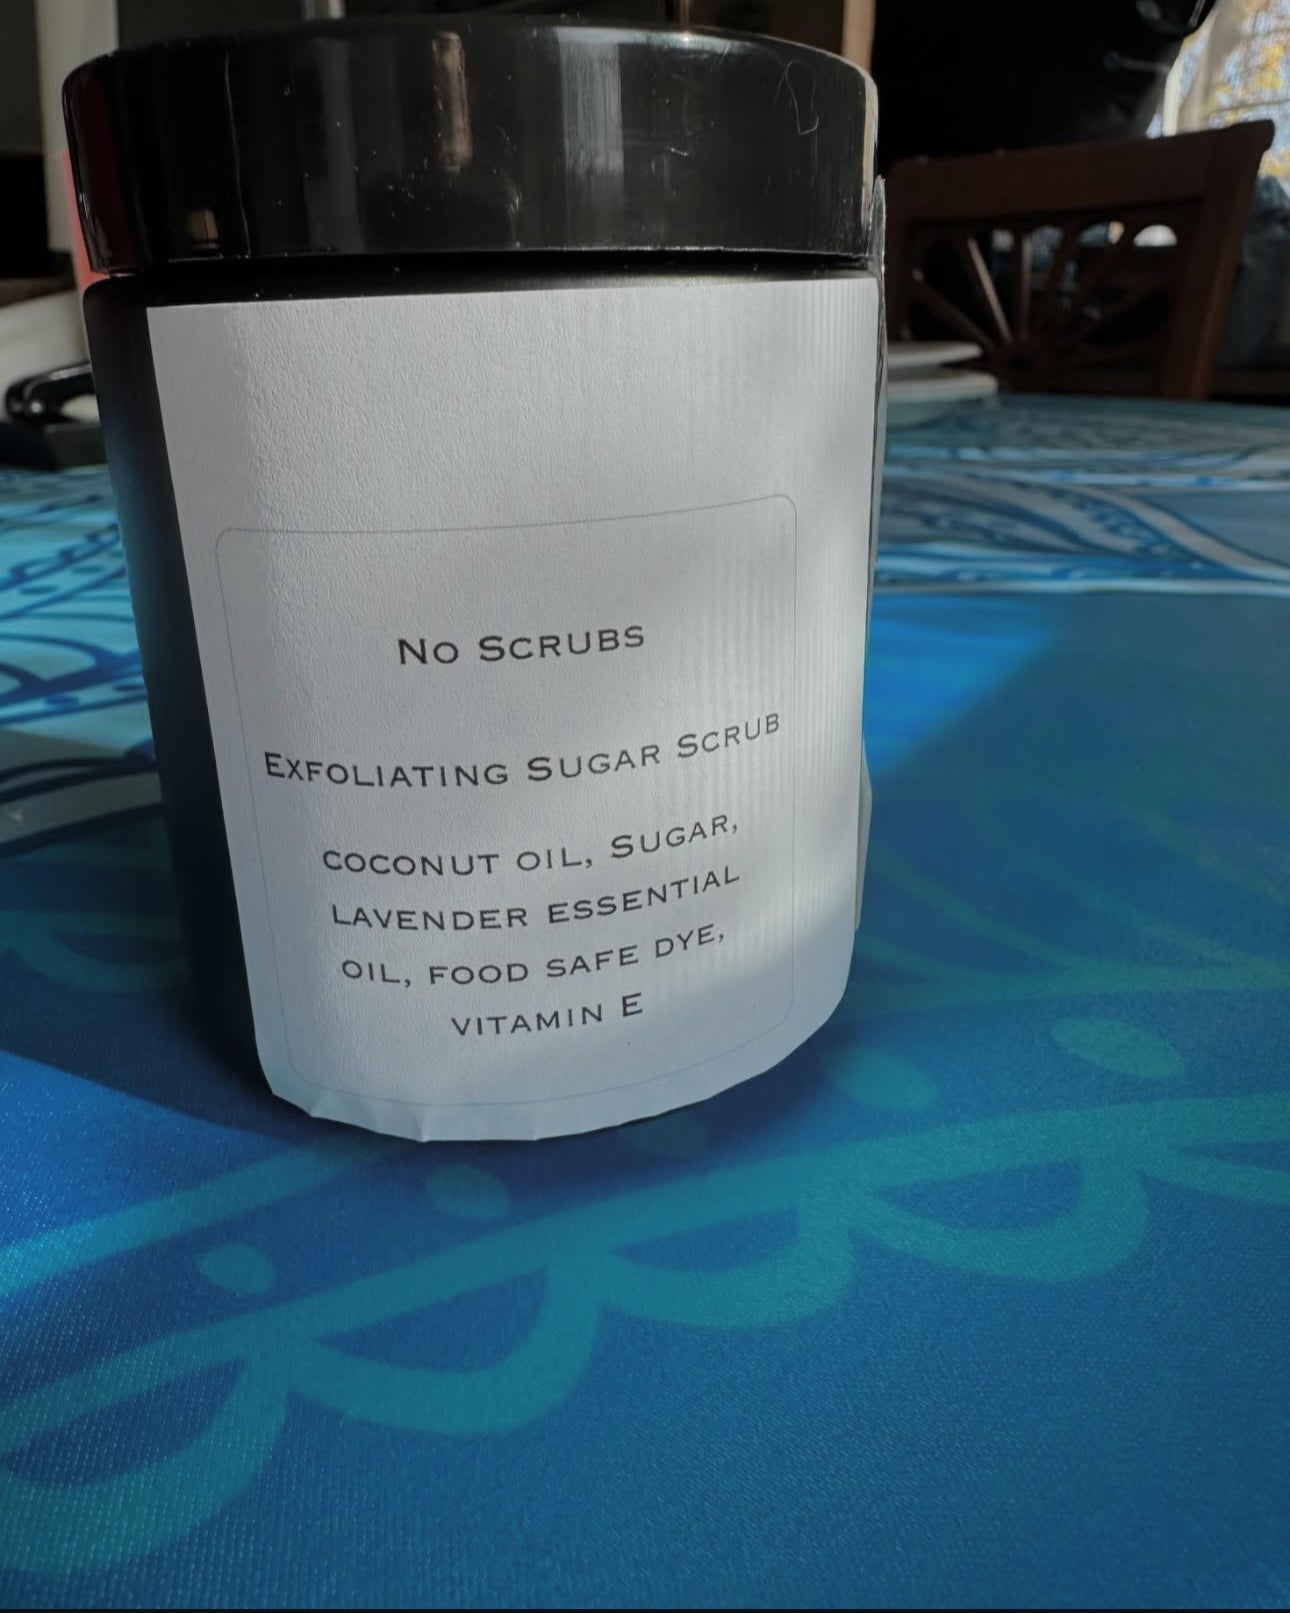 No Scrubs
Exfoliating Sugar Scrub
coconut oil, Sugar,
lavender essential
oil, food safe dye,
vitamin E